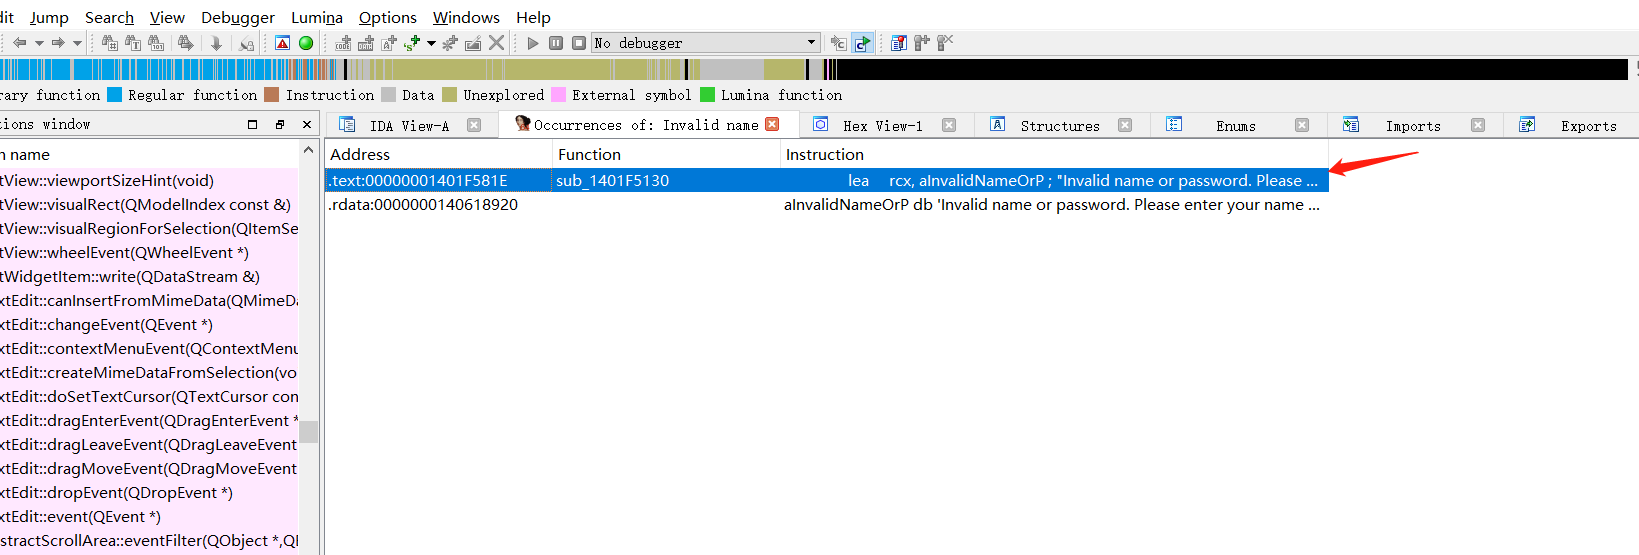 dit Jump Search View Debugger Lumina Options Windows Help
No debugger
rary function Regular function Instruction Data Unexplored External symbol Lumina function
ions window
IDA View-A Occurrences of: Invalid name Hex View-1 Structures Enums Imports Exports
n name
tView::viewportSizeHint(void)
tView::visualRect(QModelIndex const &)
tView::visualRegionForSelection(QItemSe
tView::wheelEvent(QWheelEvent *)
tWidgetItem::write(QDataStream &)
xtEdit::canInsertFromMimeData(QMimeDa
xtEdit::changeEvent(QEvent *)
xtEdit::contextMenuEvent(QContextMenu
xtEdit::createMimeDataFromSelection(vo
xtEdit::doSetTextCursor(QTextCursor con
xtEdit::dragEnterEvent(QDragEnterEvent *
xtEdit::dragLeaveEvent(QDragLeaveEvent
xtEdit::dragMoveEvent(QDragMoveEvent
xtEdit::dropEvent(QDropEvent *)
xtEdit::event(QEvent *)
stractScrollArea::eventFilter(QObject *,QI
Address Function Instruction
.text:00000001401F581E sub_1401F5130 lea rcx, aInvalidNameOrP ; "Invalid name or password. Please ...
.rdata:0000000140618920 aInvalidNameOrP db 'Invalid name or password. Please enter your name ...